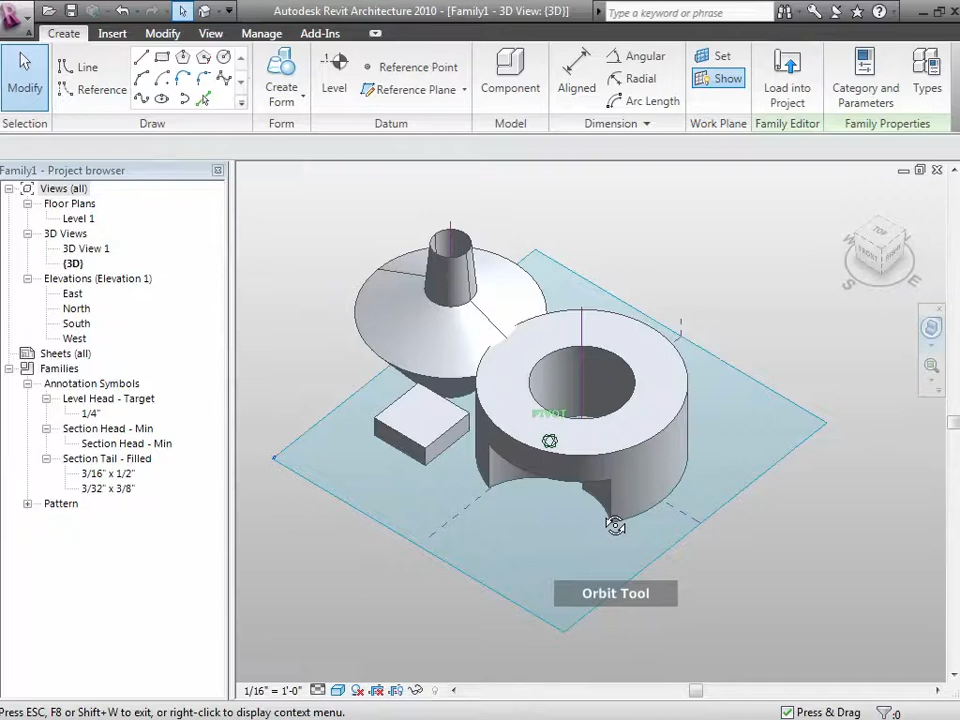 Autodesk Revit Architecture 2010 - [Family1 - 3D View: {3D}]
Type a keyword or phrase
Create Insert Modify View Manage Add-Ins
Modify
Line
Reference
Create Form
Level
Reference Point
Reference Plane
Component
Aligned
Angular
Radial
Arc Length
Set
Show
Load into Project
Category and Parameters
Types
Selection Draw Form Datum Model Dimension Work Plane Family Editor Family Properties
Family1 - Project browser
Views (all)
Floor Plans
Level 1
3D Views
3D View 1
{3D}
Elevations (Elevation 1)
East
North
South
West
Sheets (all)
Families
Annotation Symbols
Level Head - Target
1/4"
Section Head - Min
Section Head - Min
Section Tail - Filled
3/16" x 1/2"
3/32" x 3/8"
Pattern
TOP
FRONT
RIGHT
W
S
E
PIVOT
Orbit Tool
1/16" = 1'-0"
Press ESC, F8 or Shift+W to exit, or right-click to display context menu.
Press & Drag
:0